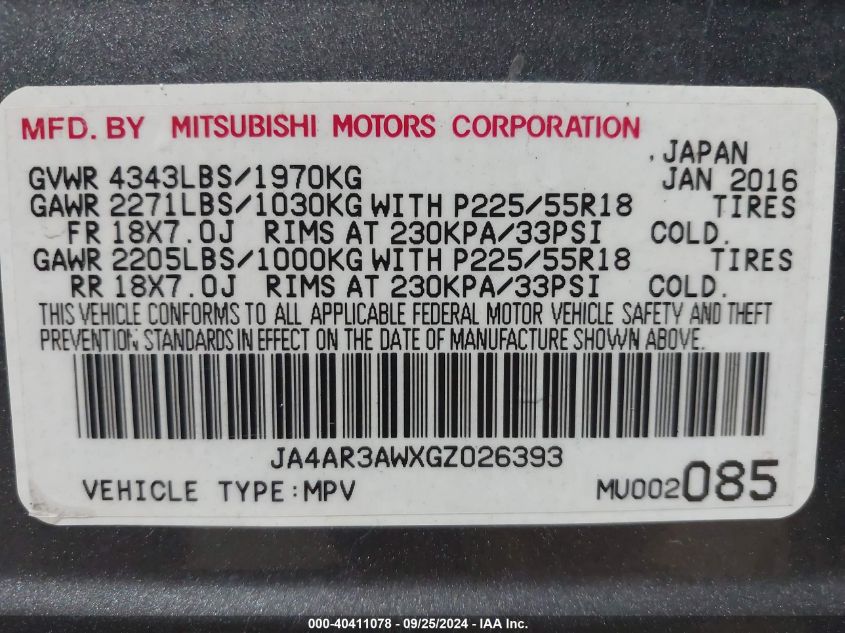 MFD. BY MITSUBISHI MOTORS CORPORATION
JAPAN
GVWR 4343LBS/1970KG JAN 2016
GAWR 2271LBS/1030KG WITH P225/55R18 TIRES
FR 18X7.0J RIMS AT 230KPA/33PSI COLD.
GAWR 2205LBS/1000KG WITH P225/55R18 TIRES
RR 18X7.0J RIMS AT 230KPA/33PSI COLD.
THIS VEHICLE CONFORMS TO ALL APPLICABLE FEDERAL MOTOR VEHICLE SAFETY AND THEFT
PREVENTION STANDARDS IN EFFECT ON THE DATE OF MANUFACTURE SHOWN ABOVE.
JA4AR3AWXGZ026393
VEHICLE TYPE:MPV MU002085
000-40411078 - 09/25/2024 - IAA Inc.